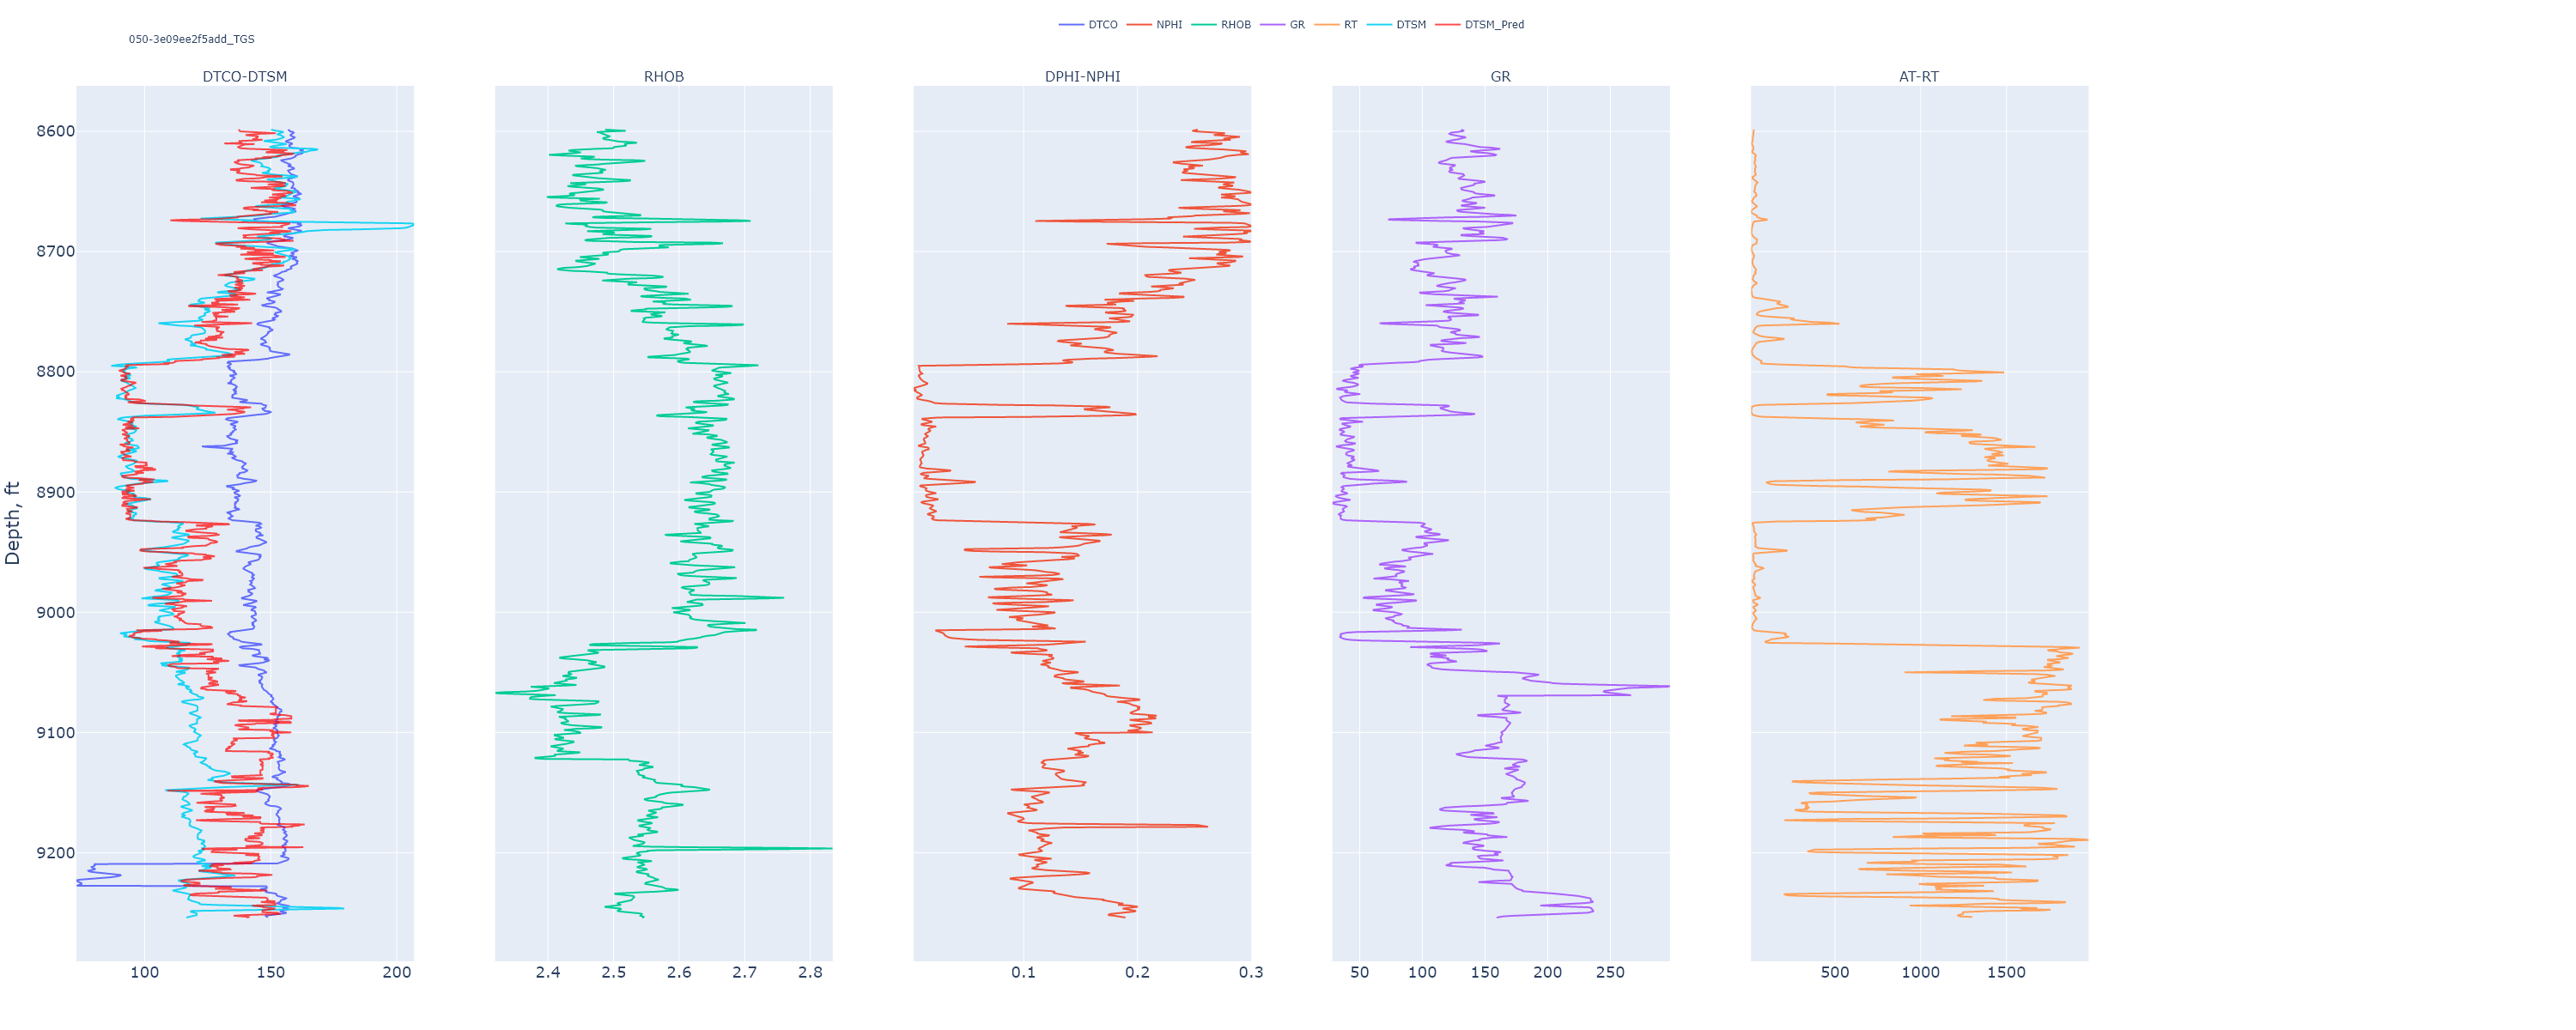 DTCO NPHI RHOB GR RT DTSM DTSM_Pred
050-3e09ee2f5add_TGS
DTCO-DTSM RHOB DPHI-NPHI GR AT-RT
Depth, ft
8600
8700
8800
8900
9000
9100
9200
100 150 200 2.4 2.5 2.6 2.7 2.8 0.1 0.2 0.3 50 100 150 200 250 500 1000 1500